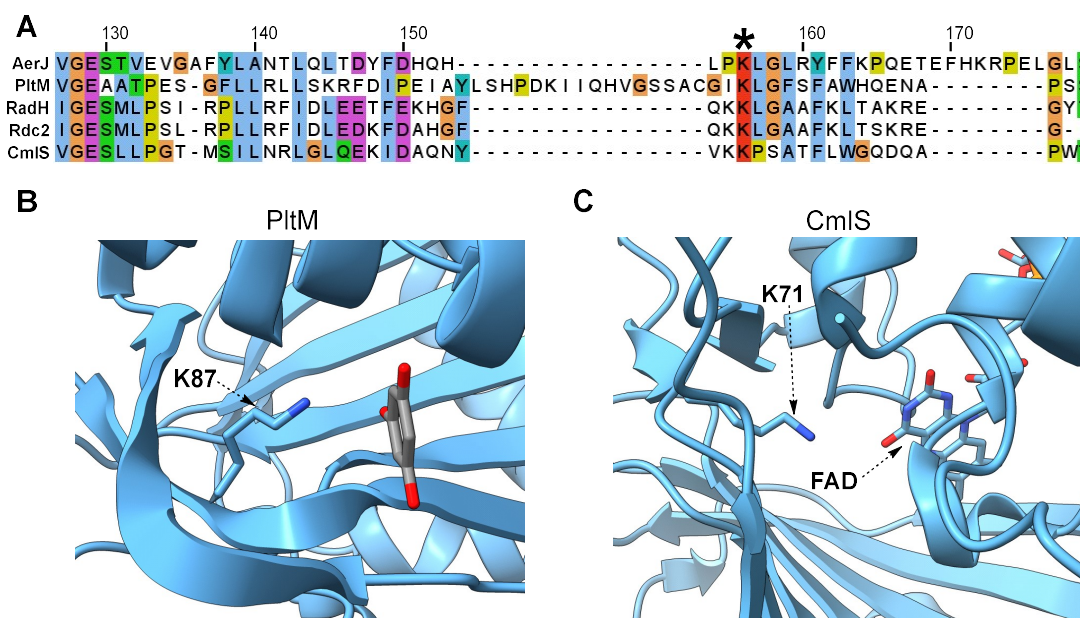 A
130 140 150 * 160 170
AerJ VGESTVEVGAFYLANTLQLTDYFDHQH-----------------LPKLGLRYFFKPQETEFHKRPELGL
PltM VGEAATPES-GFLLRLLSKRFDIPEIAYLSHPDKIIQHVGSSACGIKLGFSFAWHQENA--------PS
RadH IGESMLPSI-RPLLRFIDLEETFEKHGF----------------QKKLGAAFKLTAKRE--------GY
Rdc2 IGESMLPSL-RPLLRFIDLEDKFDAHGF----------------QKKLGAAFKLTSKRE--------G-
CmlS VGESLLPGT-MSILNRLGLQEKIDAQNY----------------VKKPSATFLWGQDQA--------PW
B
PltM
K87
C
CmlS
K71
FAD